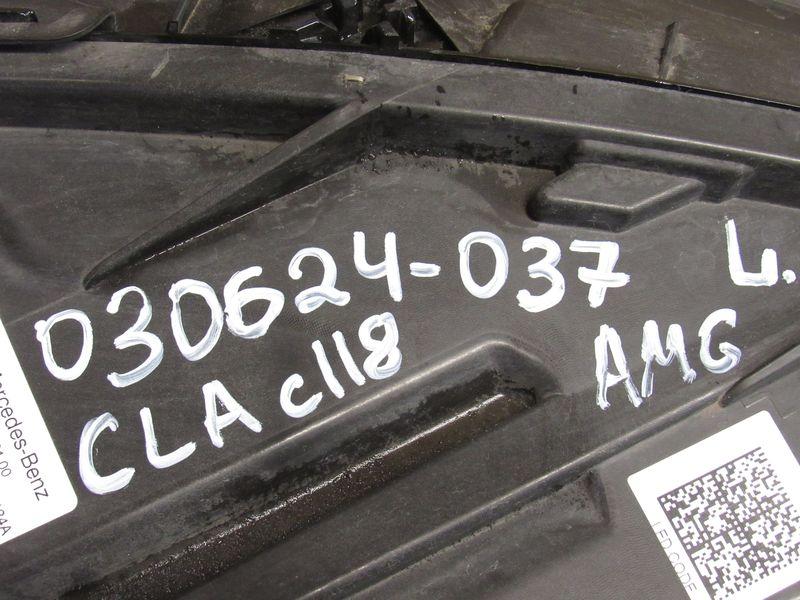 030624-037 L.
CLA C118 AMG
Mercedes-Benz
LED CODE